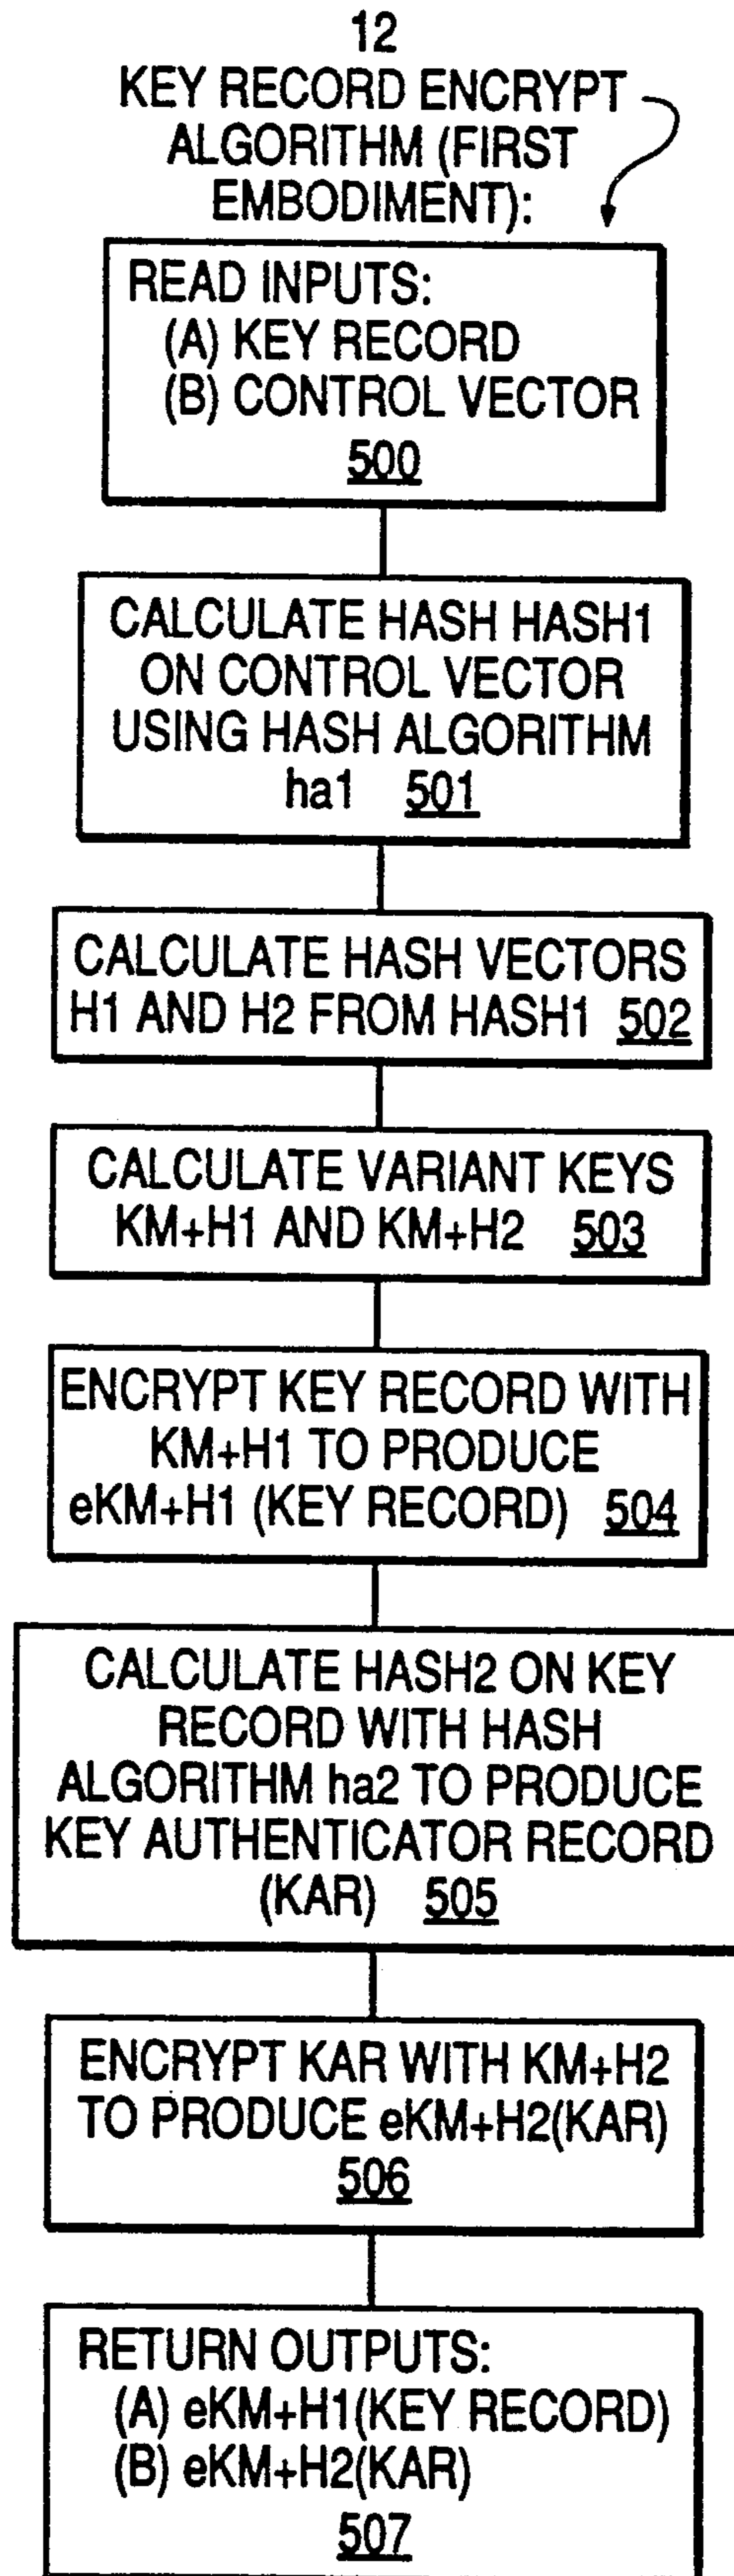 12
KEY RECORD ENCRYPT
ALGORITHM (FIRST
EMBODIMENT):
READ INPUTS:
(A) KEY RECORD
(B) CONTROL VECTOR
500
CALCULATE HASH HASH1
ON CONTROL VECTOR
USING HASH ALGORITHM
ha1 501
CALCULATE HASH VECTORS
H1 AND H2 FROM HASH1 502
CALCULATE VARIANT KEYS
KM+H1 AND KM+H2 503
ENCRYPT KEY RECORD WITH
KM+H1 TO PRODUCE
eKM+H1 (KEY RECORD) 504
CALCULATE HASH2 ON KEY
RECORD WITH HASH
ALGORITHM ha2 TO PRODUCE
KEY AUTHENTICATOR RECORD
(KAR) 505
ENCRYPT KAR WITH KM+H2
TO PRODUCE eKM+H2(KAR)
506
RETURN OUTPUTS:
(A) eKM+H1(KEY RECORD)
(B) eKM+H2(KAR)
507